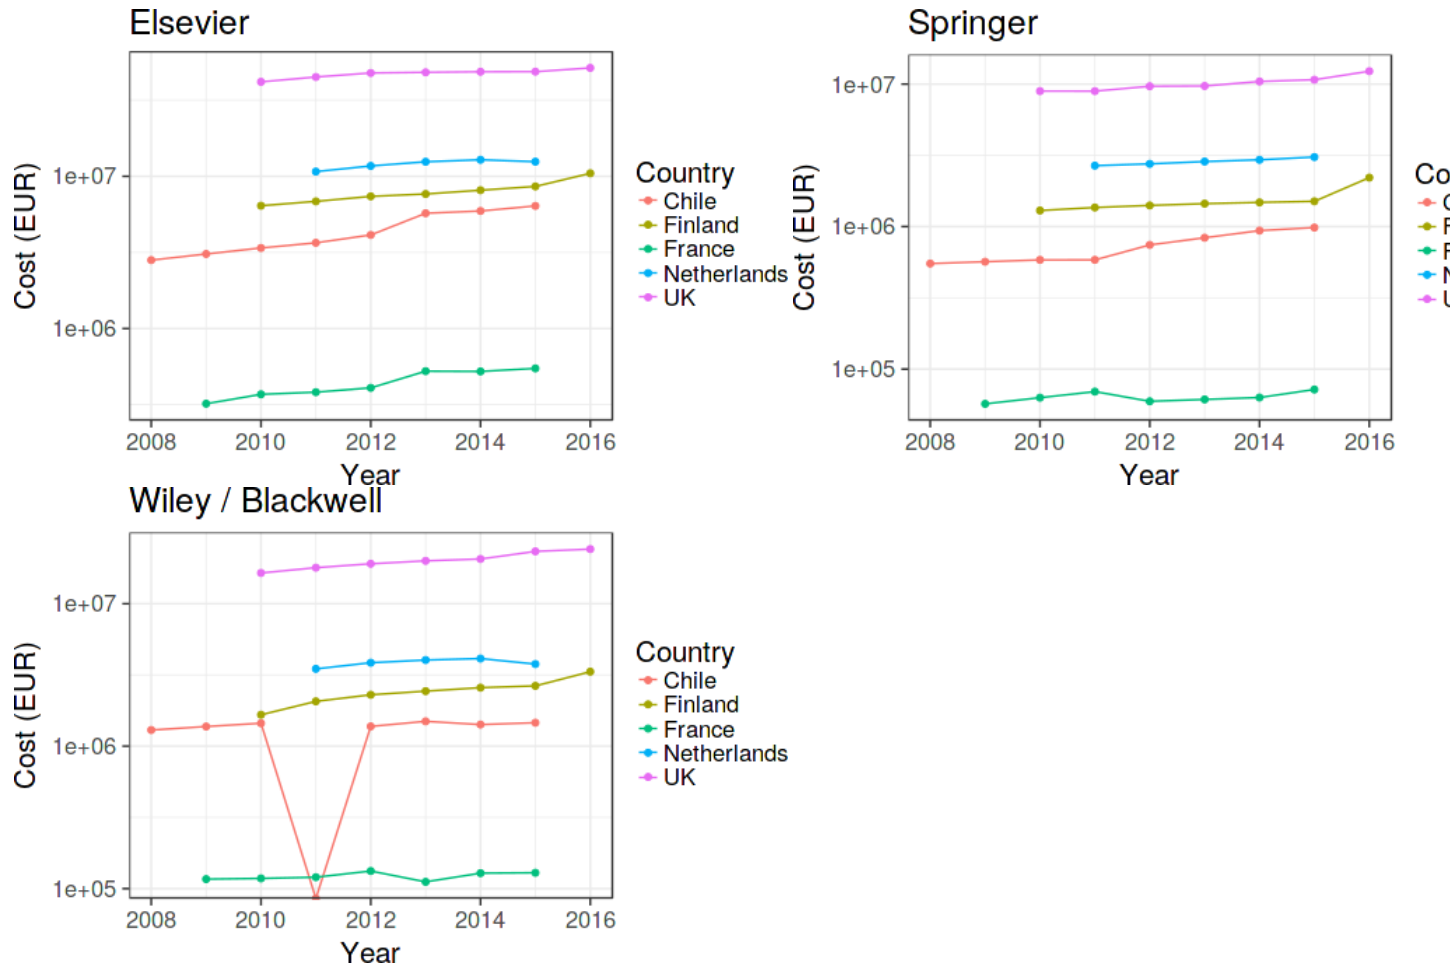 Elsevier
Cost (EUR)
1e+07
1e+06
2008 2010 2012 2014 2016
Year
Country
Chile
Finland
France
Netherlands
UK
Springer
Cost (EUR)
1e+07
1e+06
1e+05
2008 2010 2012 2014 2016
Year
Wiley / Blackwell
Cost (EUR)
1e+07
1e+06
1e+05
2008 2010 2012 2014 2016
Year
Country
Chile
Finland
France
Netherlands
UK